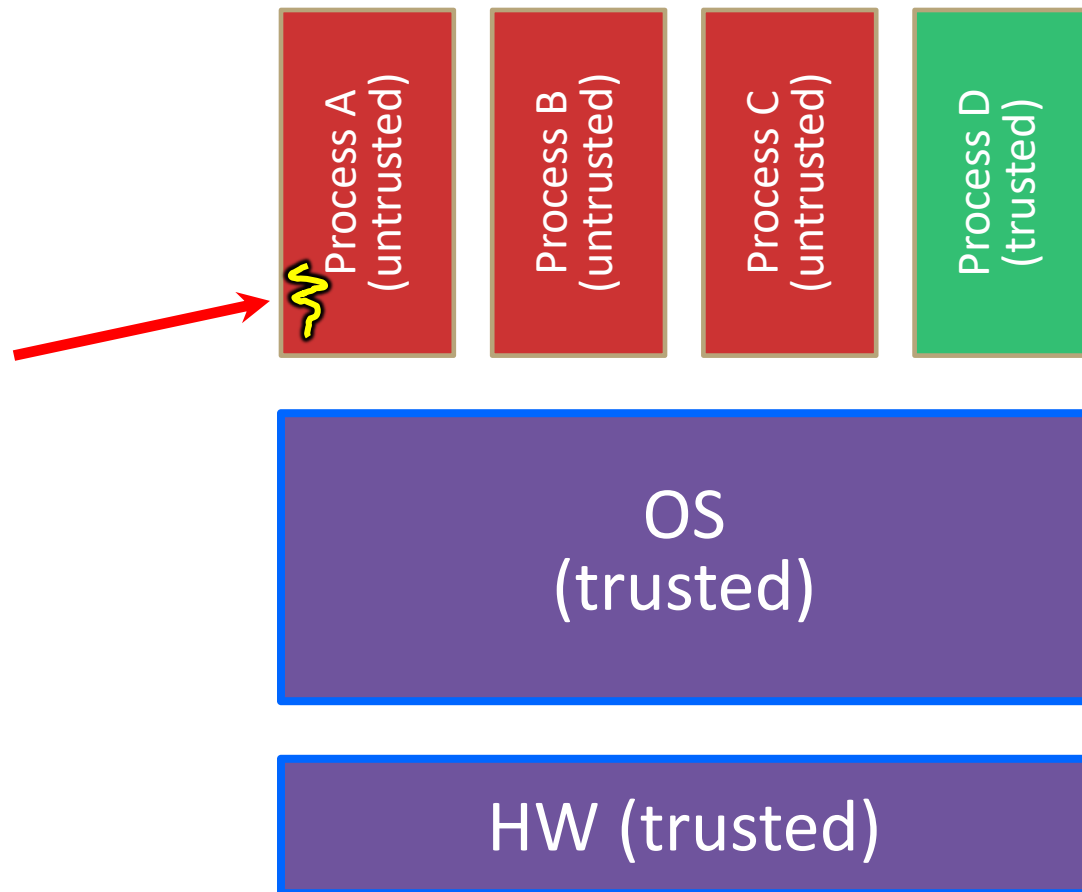 Process A
(untrusted)
Process B
(untrusted)
Process C
(untrusted)
Process D
(trusted)
OS
(trusted)
HW (trusted)